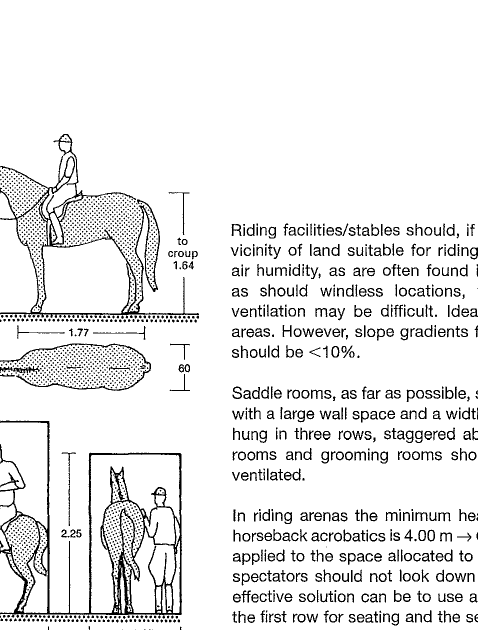 to
croup
1.64
1.77
60
2.25
Riding facilities/stables should, if
vicinity of land suitable for riding
air humidity, as are often found
as should windless locations,
ventilation may be difficult. Idea
areas. However, slope gradients
should be <10%.
Saddle rooms, as far as possible,
with a large wall space and a widt
hung in three rows, staggered ab
rooms and grooming rooms sho
ventilated.
In riding arenas the minimum hea
horseback acrobatics is 4.00 m →
applied to the space allocated to
spectators should not look down
effective solution can be to use a
the first row for seating and the se